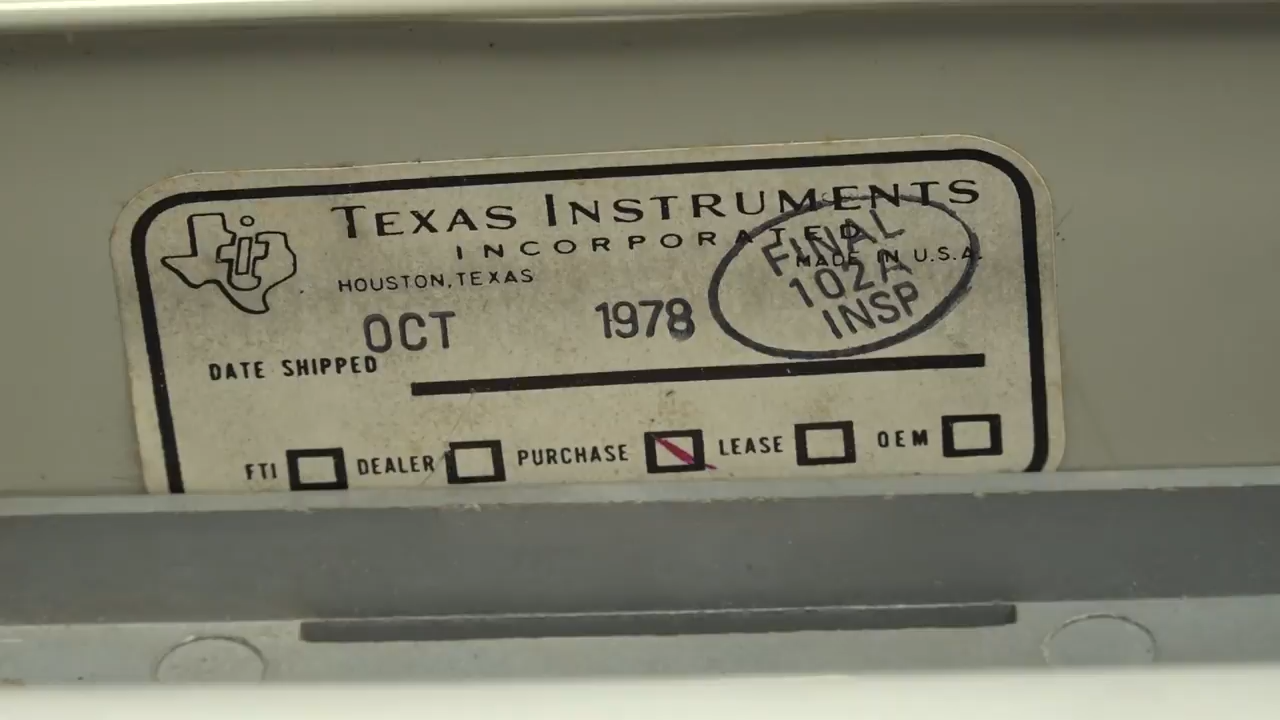 TEXAS INSTRUMENTS
INCORPORATED
HOUSTON, TEXAS
MADE IN U.S.A.
FINAL
102A
INSP
OCT 1978
DATE SHIPPED
FTI DEALER PURCHASE LEASE OEM